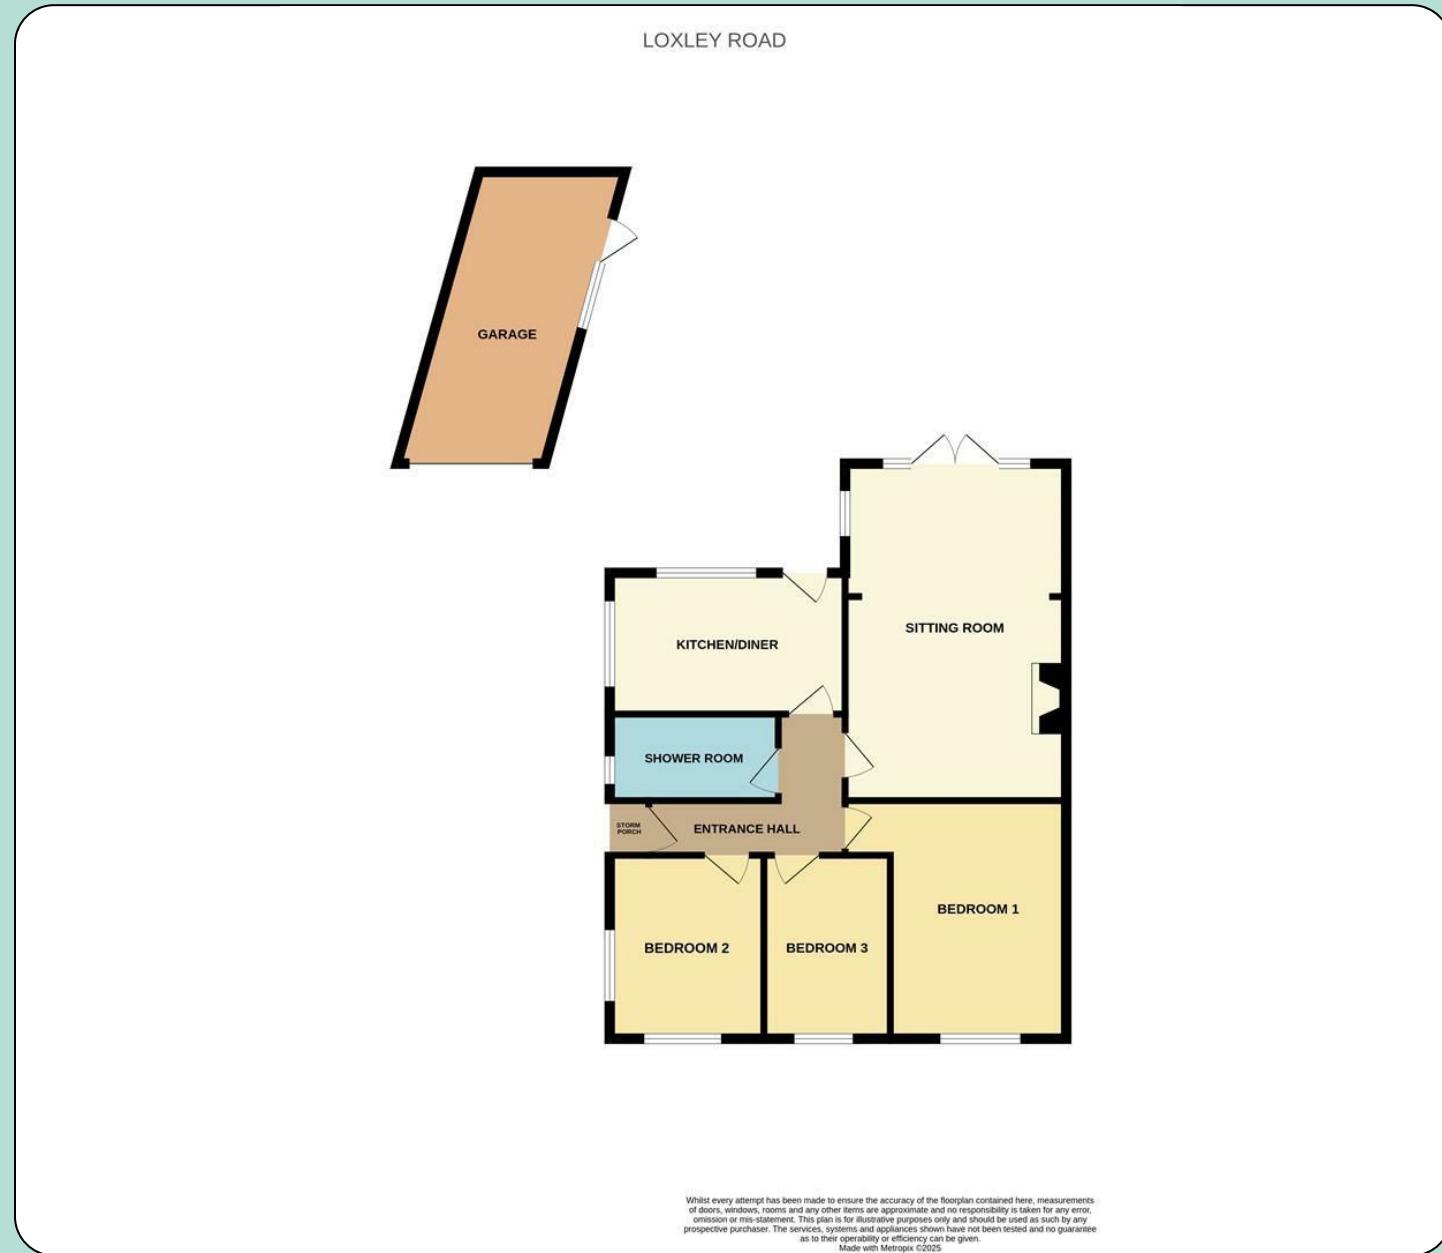 LOXLEY ROAD
GARAGE
SITTING ROOM
KITCHEN/DINER
SHOWER ROOM
STORM
PORCH
ENTRANCE HALL
BEDROOM 1
BEDROOM 2
BEDROOM 3
Whilst every attempt has been made to ensure the accuracy of the floorplan contained here, measurements
of doors, windows, rooms and any other items are approximate and no responsibility is taken for any error,
omission or mis-statement. This plan is for illustrative purposes only and should be used as such by any
prospective purchaser. The services, systems and appliances shown have not been tested and no guarantee
as to their operability or efficiency can be given.
Made with Metropix ©2025